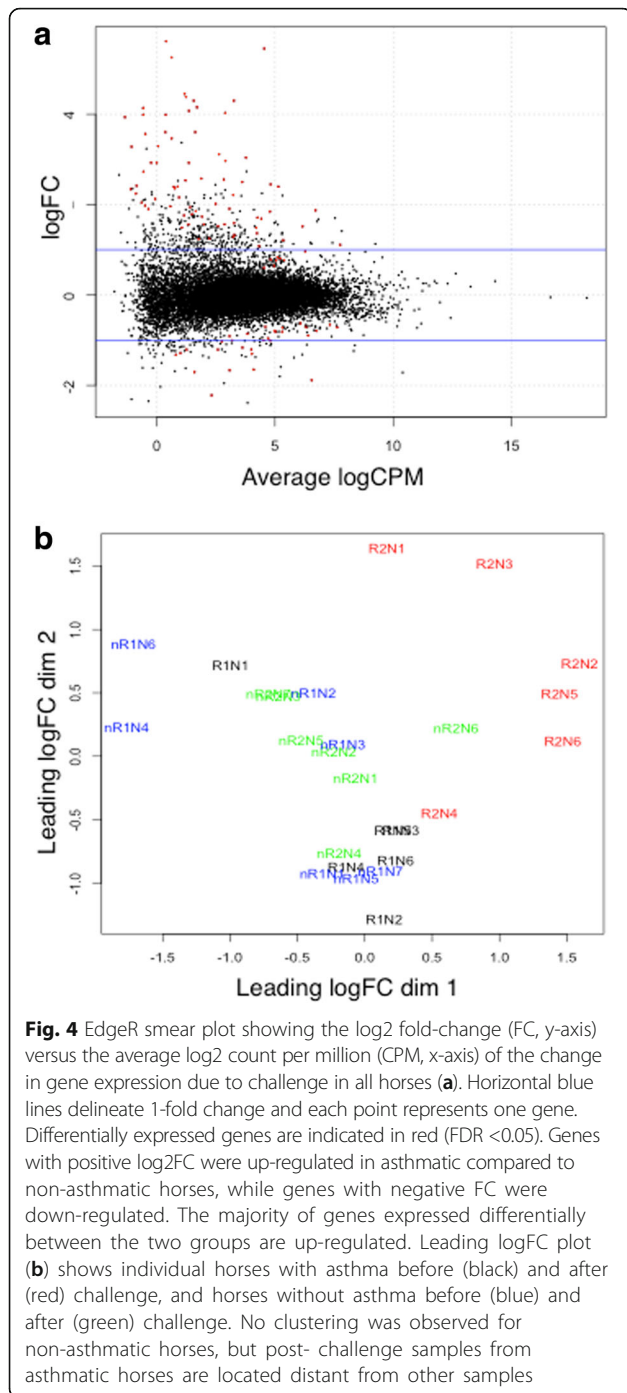 a
4
–
0
-2
logFC
0
5
10
15
Average logCPM
b
R2N1
R2N3
nR1N6
R1N1
R2N2
nR2N3
nR1N2
R2N5
nR1N4
nR2N6
nR2N5
nR1N3
R2N6
nR2N2
nR2N1
R2N4
R1N3
nR2N4
R1N4
R1N6
nR1N7
nR1N5
R1N2
1.5
1.0
0.5
0.0
-0.5
-1.0
Leading logFC dim 2
-1.5
-1.0
-0.5
0.0
0.5
1.0
1.5
Leading logFC dim 1
Fig. 4 EdgeR smear plot showing the log2 fold-change (FC, y-axis)
versus the average log2 count per million (CPM, x-axis) of the change
in gene expression due to challenge in all horses (a). Horizontal blue
lines delineate 1-fold change and each point represents one gene.
Differentially expressed genes are indicated in red (FDR <0.05). Genes
with positive log2FC were up-regulated in asthmatic compared to
non-asthmatic horses, while genes with negative FC were
down-regulated. The majority of genes expressed differentially
between the two groups are up-regulated. Leading logFC plot
(b) shows individual horses with asthma before (black) and after
(red) challenge, and horses without asthma before (blue) and
after (green) challenge. No clustering was observed for
non-asthmatic horses, but post- challenge samples from
asthmatic horses are located distant from other samples